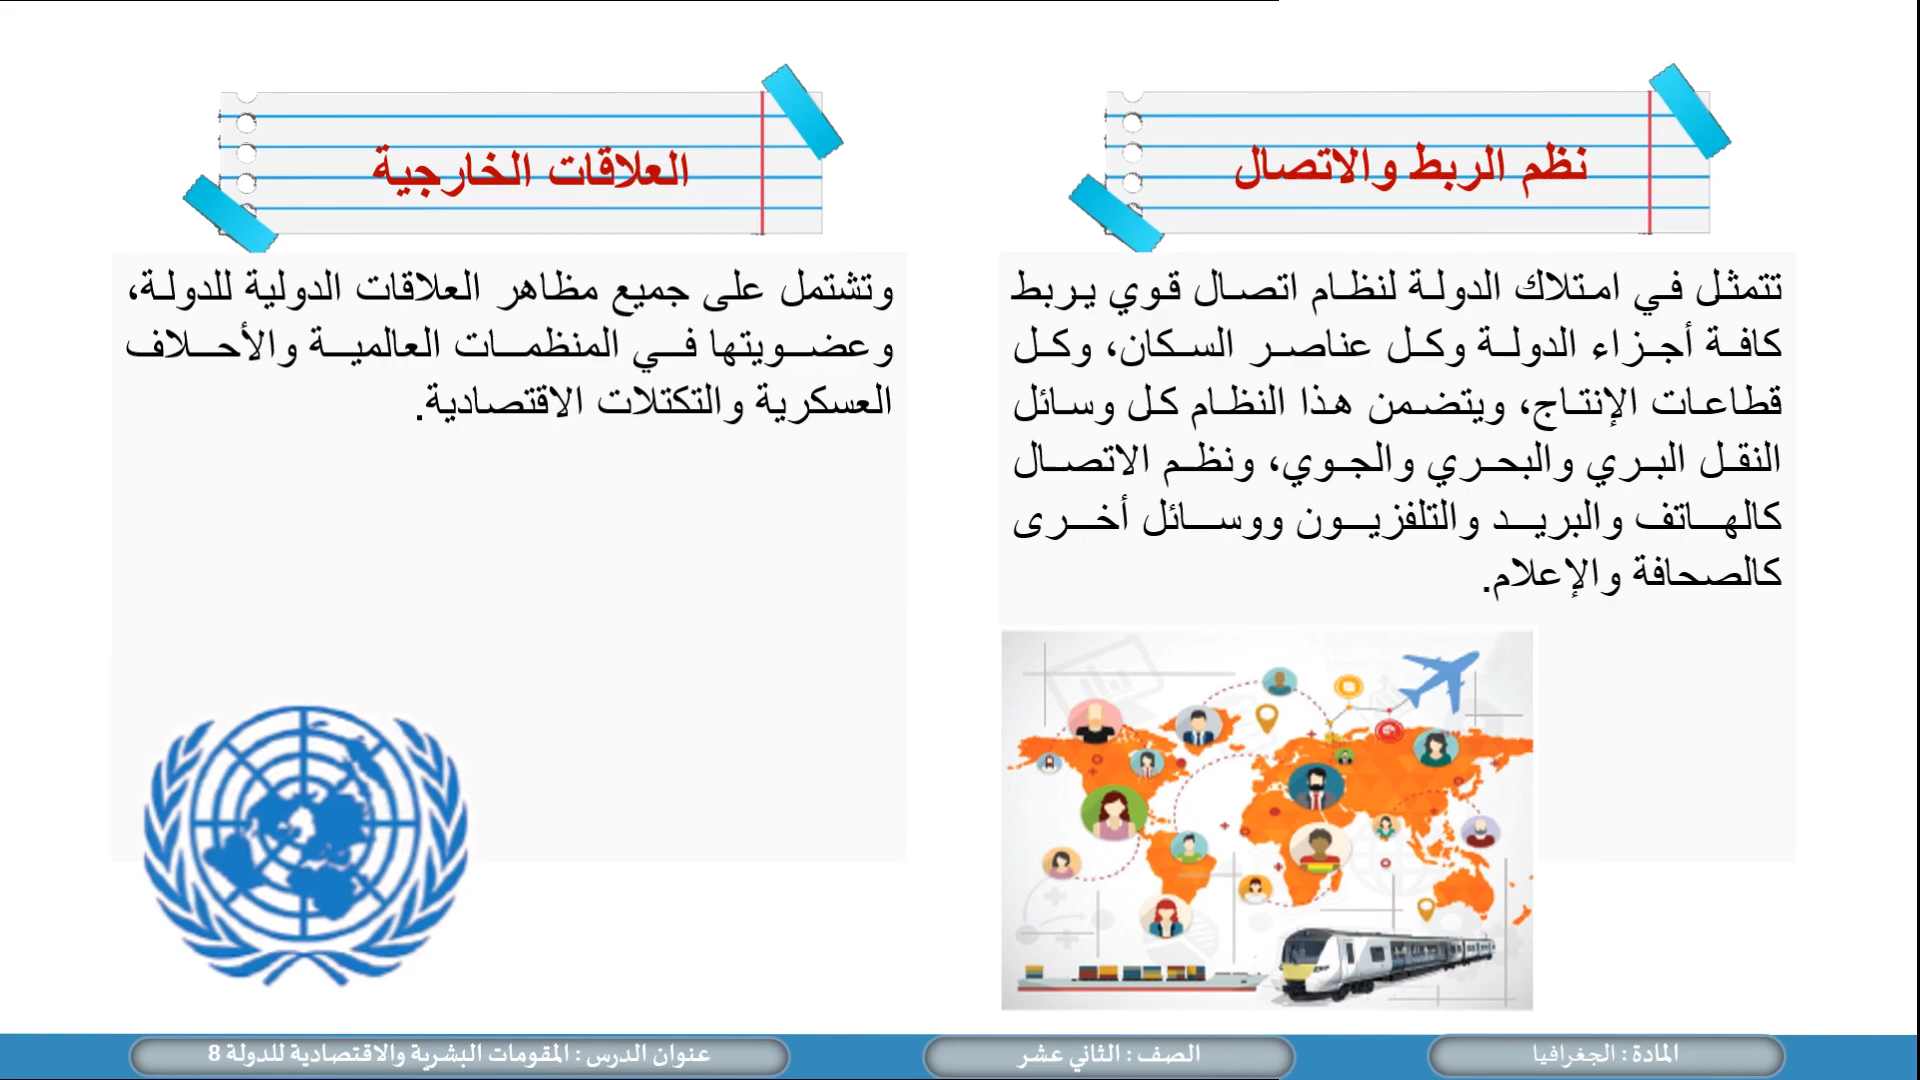 نظم الربط والاتصال
تتمثل في امتلاك الدولة لنظام اتصال قوي يربط
كافة أجزاء الدولة وكل عناصر السكان، وكل
قطاعات الإنتاج، ويتضمن هذا النظام كل وسائل
النقل البري والبحري والجوي، ونظم الاتصال
كالهاتف والبريد والتلفزيون ووسائل أخرى
كالصحافة والإعلام.
العلاقات الخارجية
وتشتمل على جميع مظاهر العلاقات الدولية للدولة،
وعضويتها في المنظمات العالمية والأحلاف
العسكرية والتكتلات الاقتصادية.
المادة : الجغرافيا
الصف : الثاني عشر
عنوان الدرس : المقومات البشرية والاقتصادية للدولة 8